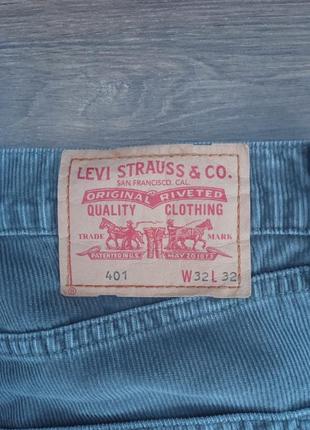 LEVI STRAUSS & CO.
SAN FRANCISCO, CAL.
ORIGINAL RIVETED
QUALITY CLOTHING
TRADE MARK
PATENTED IN U.S. MAY 20 1873
401 W32 L 32